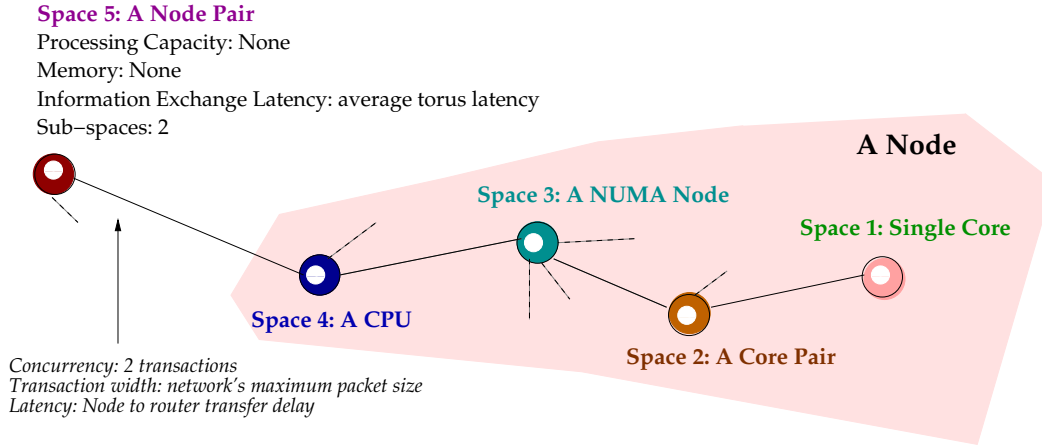 Space 5: A Node Pair
Processing Capacity: None
Memory: None
Information Exchange Latency: average torus latency
Sub−spaces: 2
A Node
Space 3: A NUMA Node
Space 1: Single Core
Space 4: A CPU
Space 2: A Core Pair
Concurrency: 2 transactions
Transaction width: network's maximum packet size
Latency: Node to router transfer delay